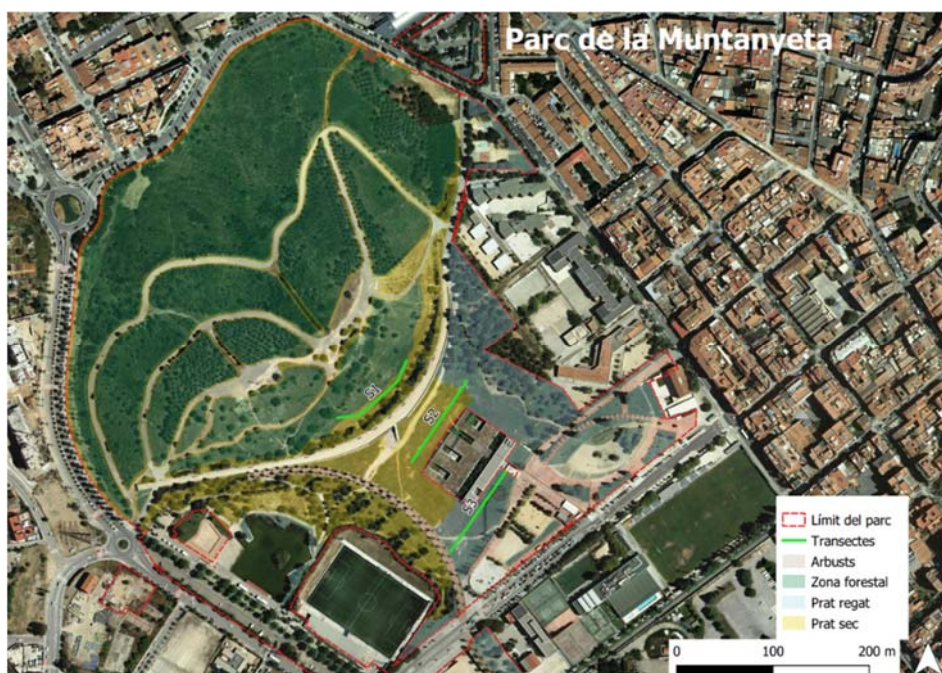 Parc de la Muntanyeta
S1
S2
S3
Límit del parc
Transectes
Arbusts
Zona forestal
Prat regat
Prat sec
0 100 200 m